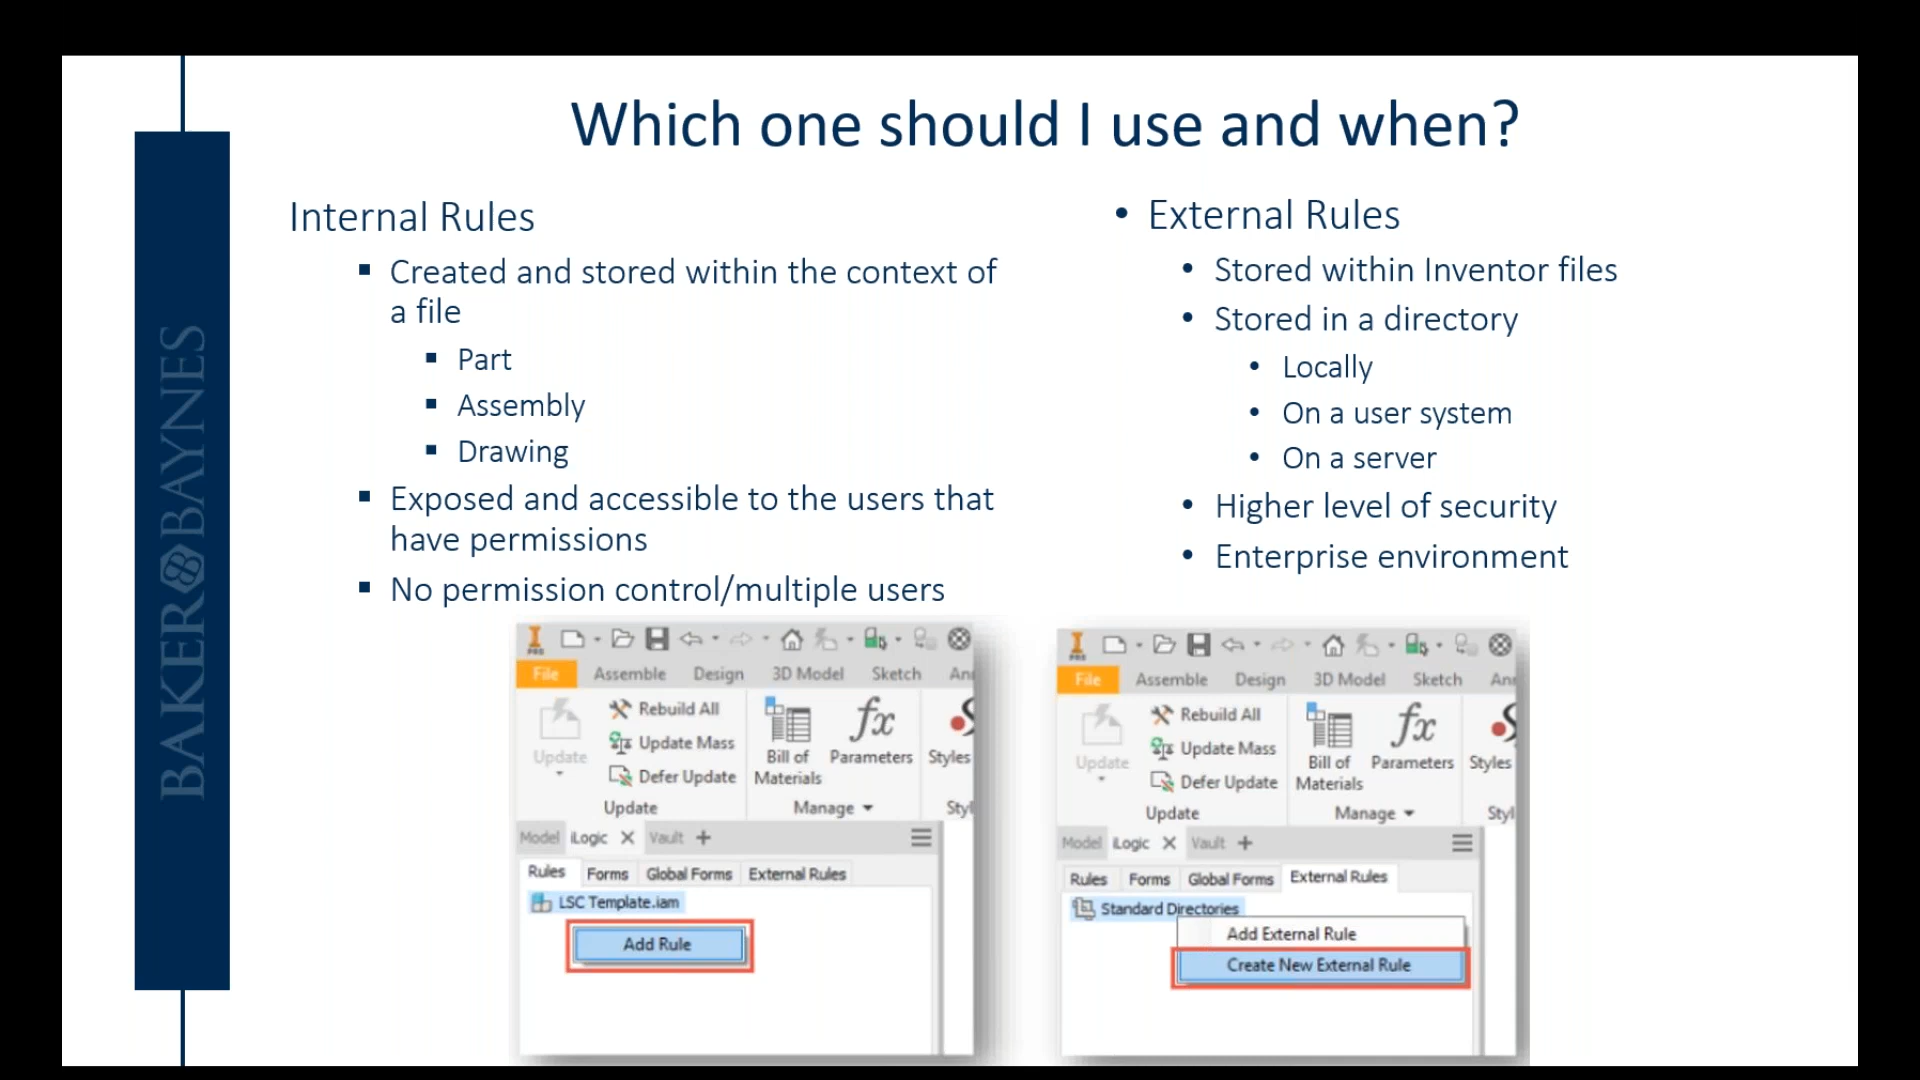 Which one should I use and when?
BAKER BAYNES
Internal Rules
Created and stored within the context of
a file
Part
Assembly
Drawing
Exposed and accessible to the users that
have permissions
No permission control/multiple users
• External Rules
• Stored within Inventor files
• Stored in a directory
• Locally
• On a user system
• On a server
• Higher level of security
• Enterprise environment
PRO
File Assemble Design 3D Model Sketch An
Update
Rebuild All
Update Mass
Defer Update
Bill of
Materials
Parameters
Styles
Update Manage Styl
Model iLogic X Vault +
Rules Forms Global Forms External Rules
LSC Template.iam
Add Rule
PRO
File Assemble Design 3D Model Sketch An
Update
Rebuild All
Update Mass
Defer Update
Bill of
Materials
Parameters
Styles
Update Manage Styl
Model iLogic X Vault +
Rules Forms Global Forms External Rules
Standard Directories
Add External Rule
Create New External Rule